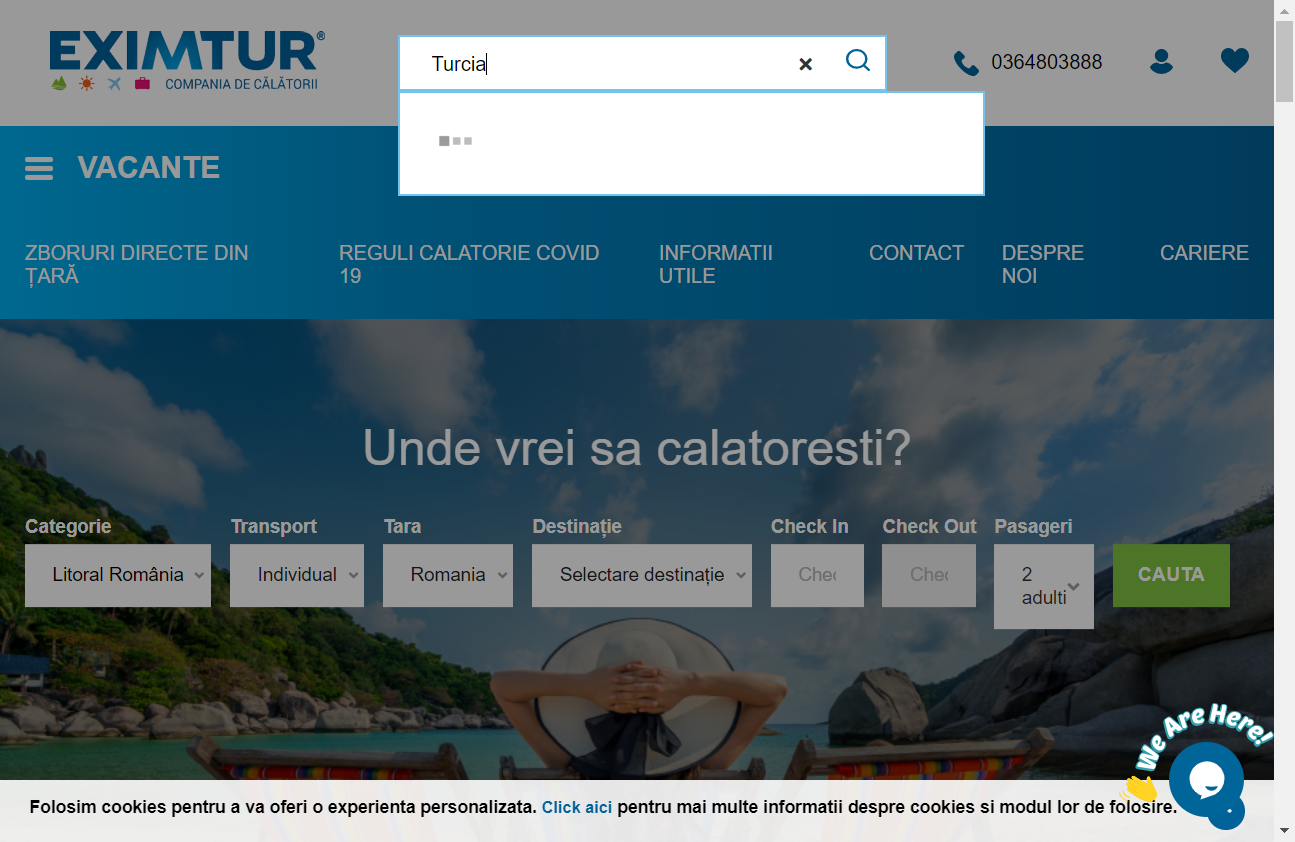 EXIMTUR®
COMPANIA DE CĂLĂTORII
Turcia
0364803888
VACANTE
ZBORURI DIRECTE DIN
ȚARĂ
REGULI CALATORIE COVID
19
INFORMATII
UTILE
CONTACT
DESPRE
NOI
CARIERE
Unde vrei sa calatoresti?
Categorie
Transport
Tara
Destinație
Check In
Check Out
Pasageri
Litoral România
Individual
Romania
Selectare destinație
Chec
Chec
2
adulti
CAUTA
We Are Here!
Folosim cookies pentru a va oferi o experienta personalizata. Click aici pentru mai multe informatii despre cookies si modul lor de folosire.